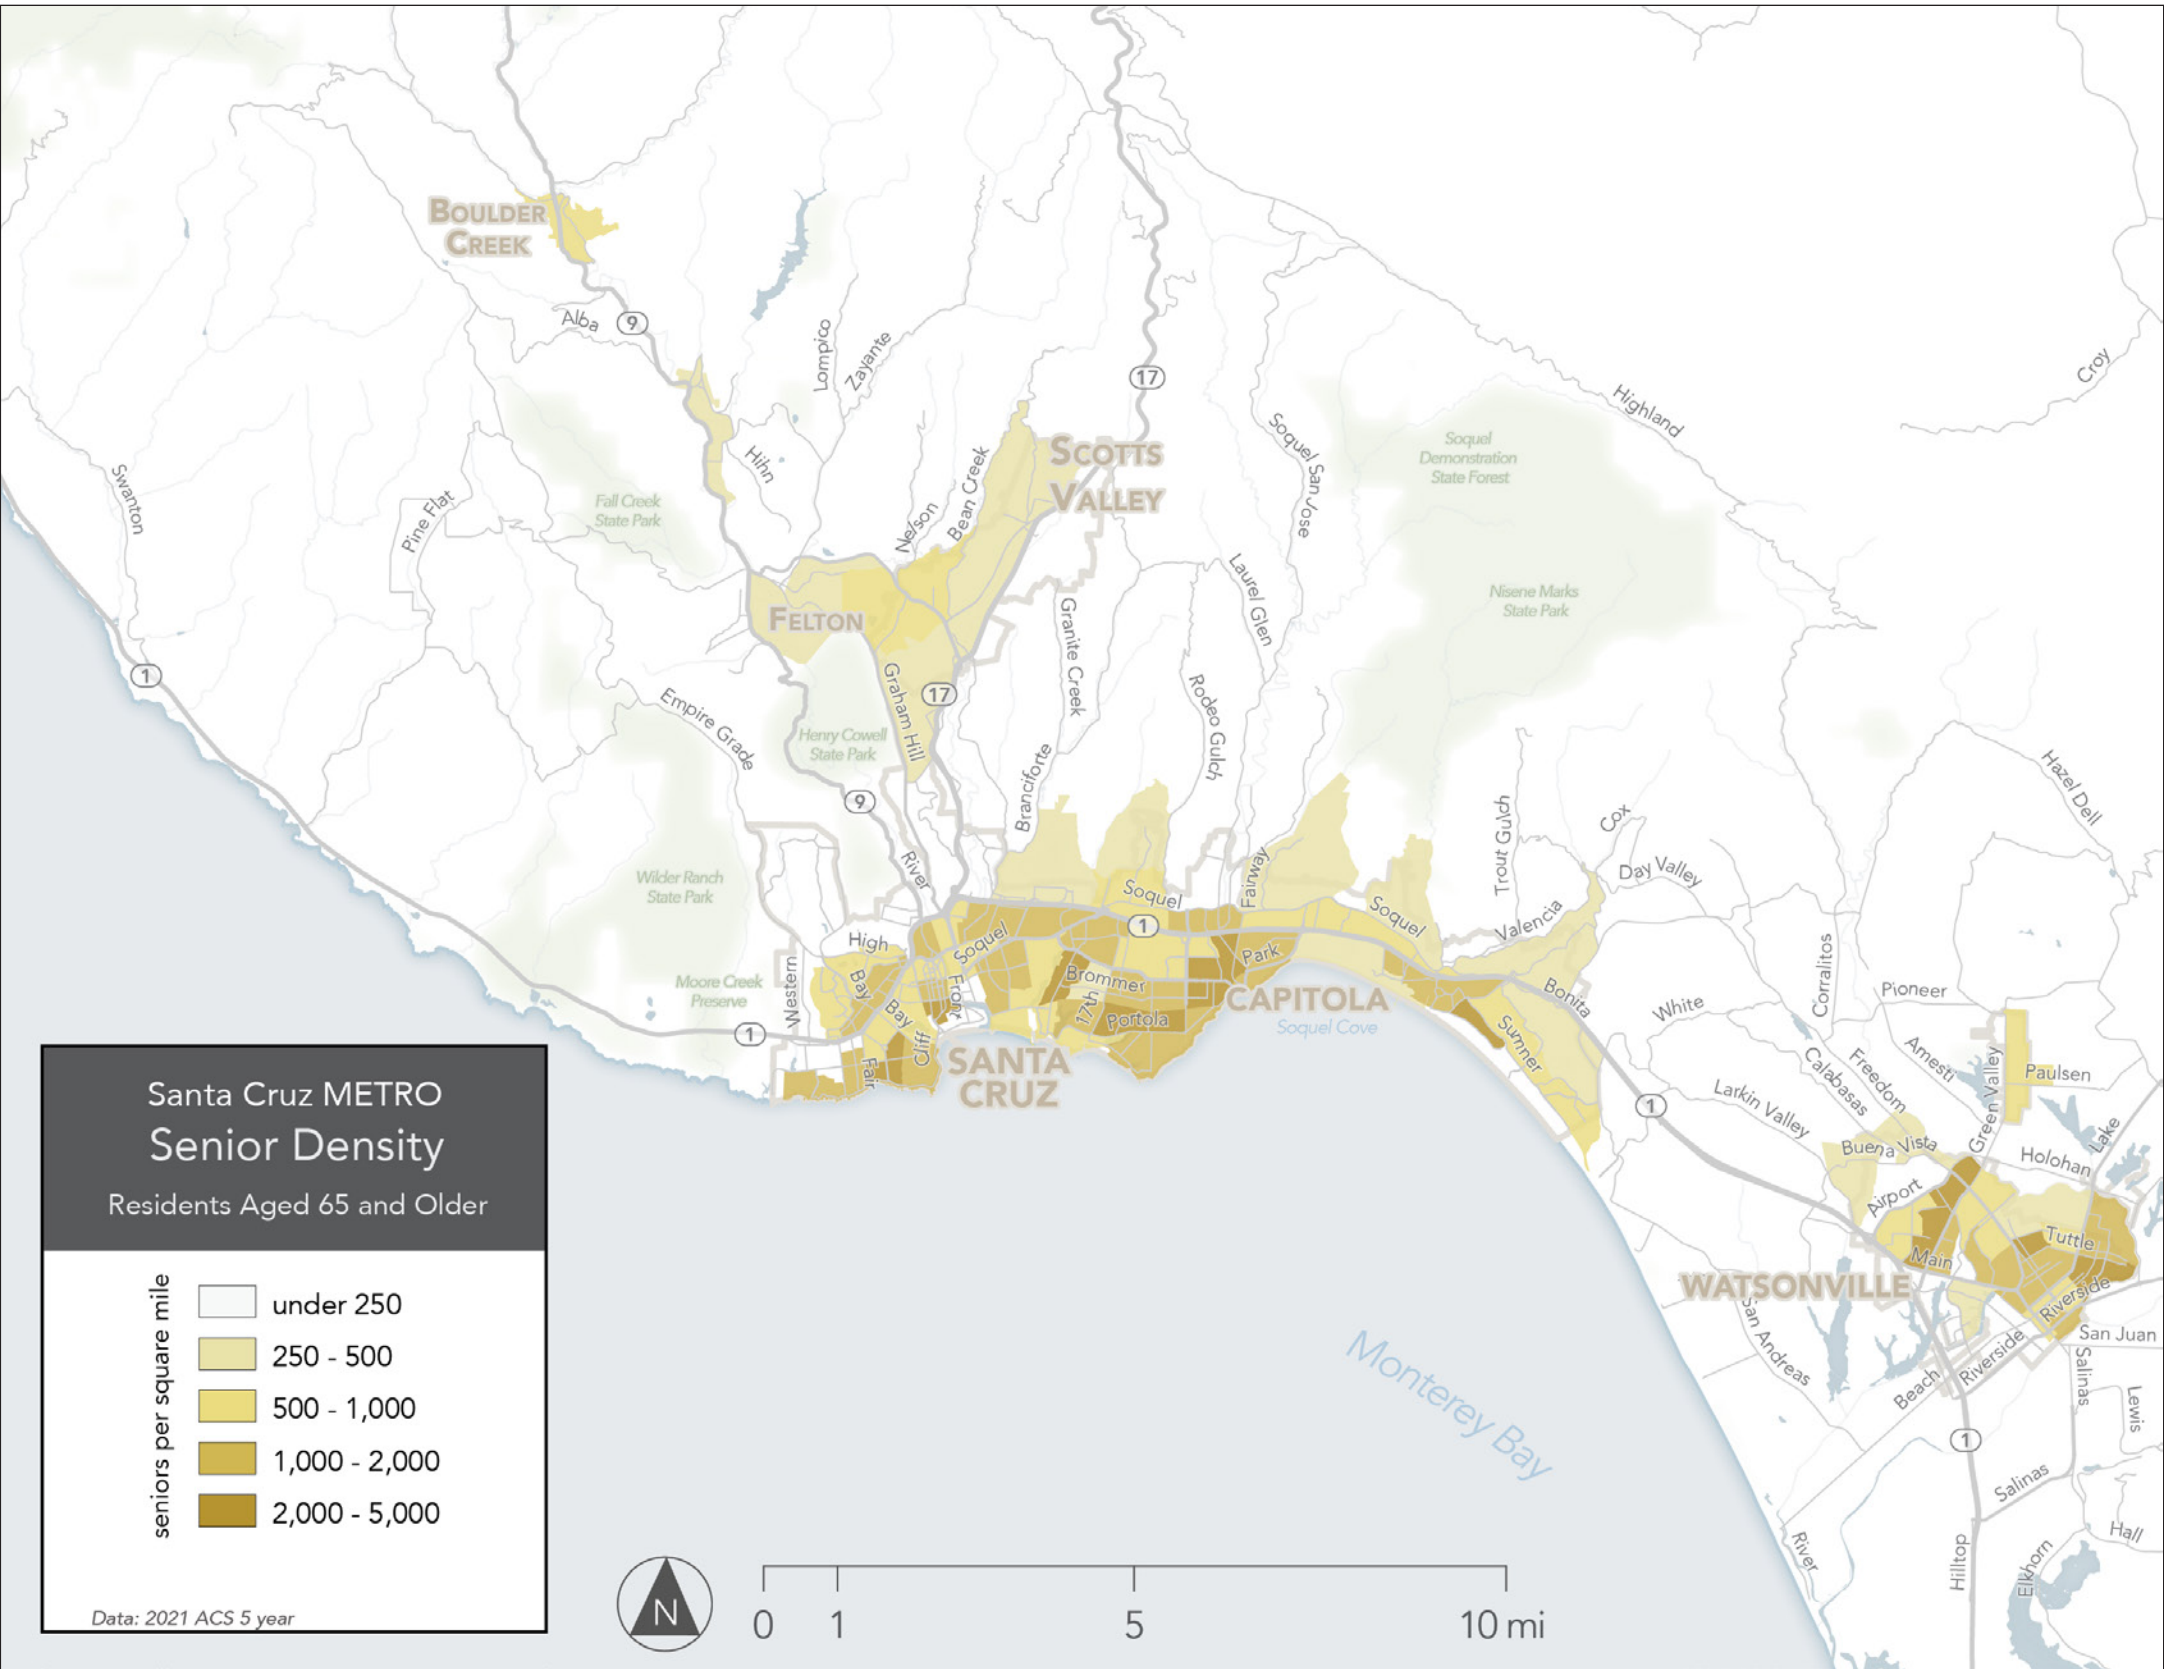 BOULDER
CREEK
Alba
9
Lompico
Zayante
17
Highland
Croy
Hihn
SCOTTS
VALLEY
Soquel San Jose
Soquel
Demonstration
State Forest
Swanton
Pine Flat
Fall Creek
State Park
Nelson
Bean Creek
Laurel Glen
Nisene Marks
State Park
FELTON
Granite Creek
1
Empire Grade
Graham Hill
17
Rodeo Gulch
Henry Cowell
State Park
9
Branciforte
Trout Gulch
Cox
Hazel Dell
Wilder Ranch
State Park
River
Soquel
Fairway
Soquel
Day Valley
Valencia
1
High
Soquel
Park
Corralitos
Moore Creek
Preserve
Western
Bay
Bay
Front
Brommer
17th
Portola
CAPITOLA
Soquel Cove
Bonita
White
Pioneer
1
Cliff
Fair
SANTA
CRUZ
Sumner
Calabasas
Freedom
Amesti
Green Valley
Paulsen
1
Larkin Valley
Buena Vista
Holohan
Lake
Airport
Main
Tuttle
WATSONVILLE
Riverside
San Juan
San Andreas
Beach
Riverside
Salinas
Lewis
Monterey Bay
1
Salinas
River
Hilltop
Elkhorn
Hall
Santa Cruz METRO
Senior Density
Residents Aged 65 and Older
seniors per square mile
under 250
250 - 500
500 - 1,000
1,000 - 2,000
2,000 - 5,000
Data: 2021 ACS 5 year
N
0 1 5 10 mi